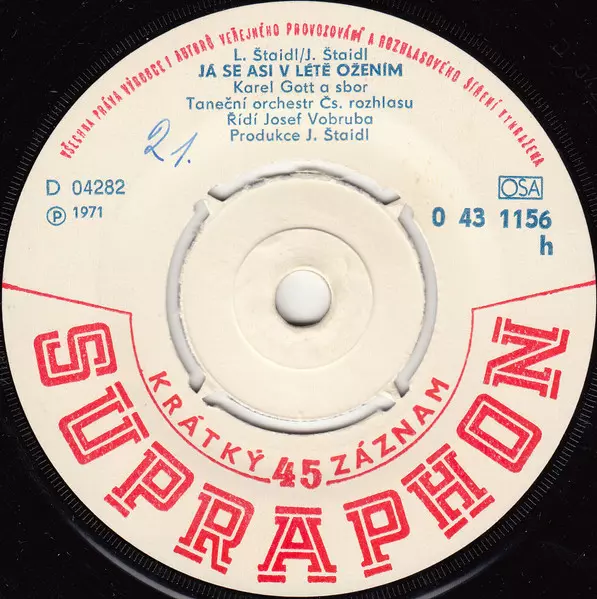 VŠECHNA PRÁVA VÝROBCE I AUTORŮ VEŘEJNÉHO PROVOZOVÁNÍ A ROZHLASOVÉHO ŠÍŘENÍ VYHRAŽENA
L. Štaidl/J. Štaidl
JÁ SE ASI V LÉTĚ OŽENÍM
Karel Gott a sbor
Taneční orchestr Čs. rozhlasu
Řídí Josef Vobruba
Produkce J. Štaidl
21.
D 04282
℗ 1971
OSA
0 43 1156
h
KRÁTKÝ 45 ZÁZNAM
SUPRAPHON